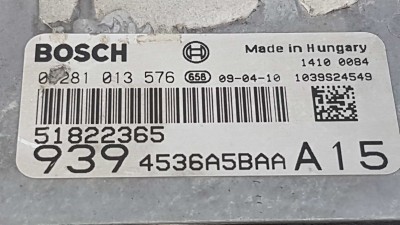 BOSCH
Made in Hungary
0 281 013 576 658 09-04-10
1410 0084
1039S24549
51822365
939 4536A5BAA A15